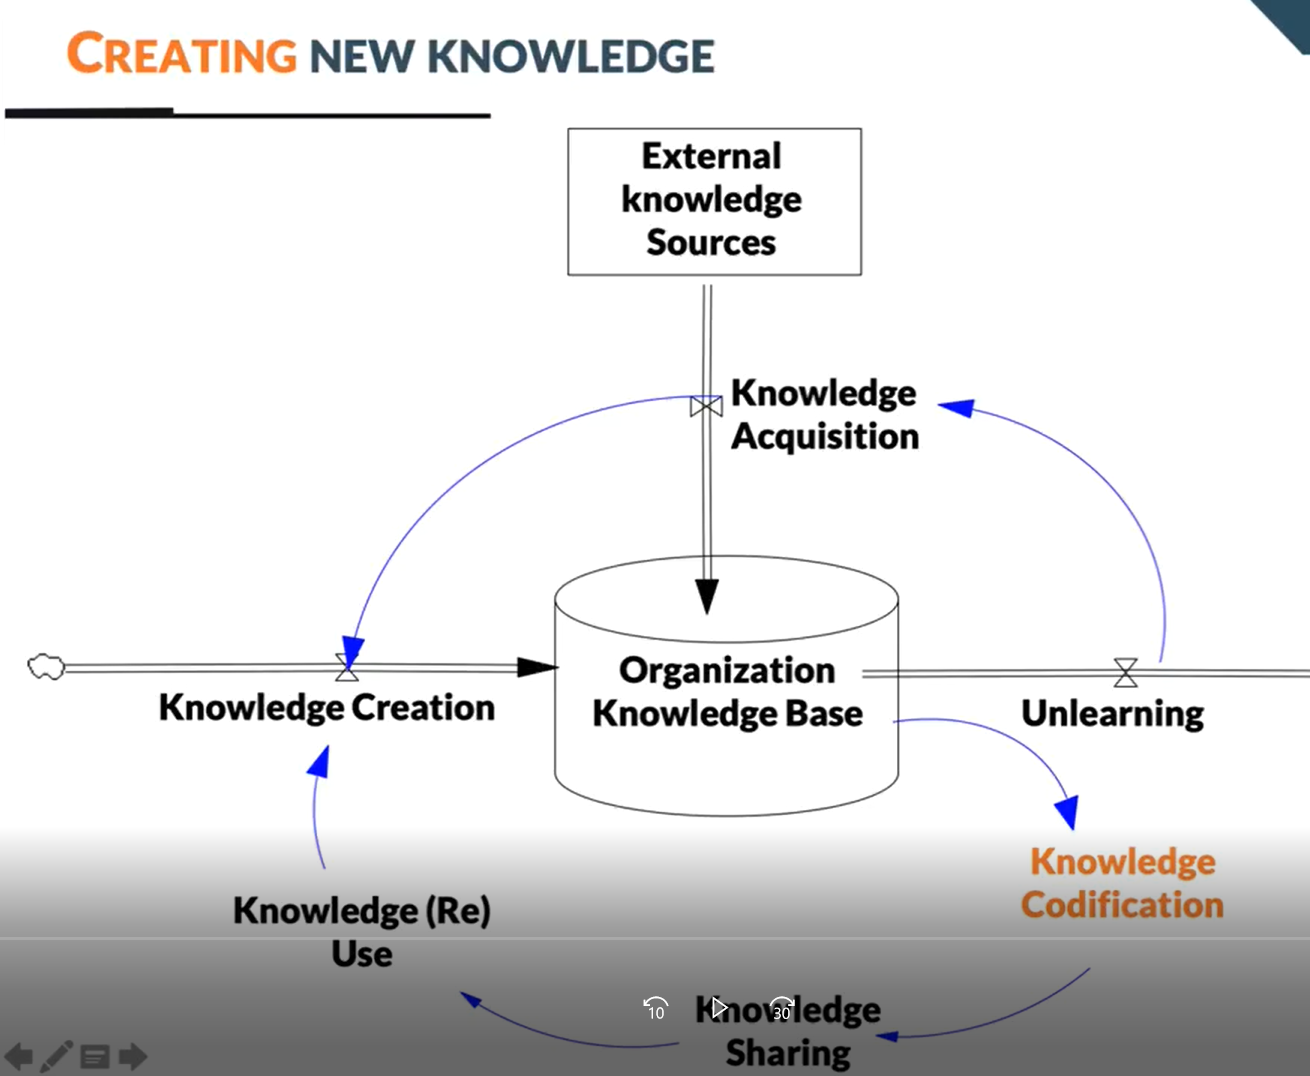 CREATING NEW KNOWLEDGE
External
knowledge
Sources
Knowledge
Acquisition
Organization
Knowledge Base
Knowledge Creation
Unlearning
Knowledge
Codification
Knowledge (Re)
Use
Knowledge
Sharing
10
30